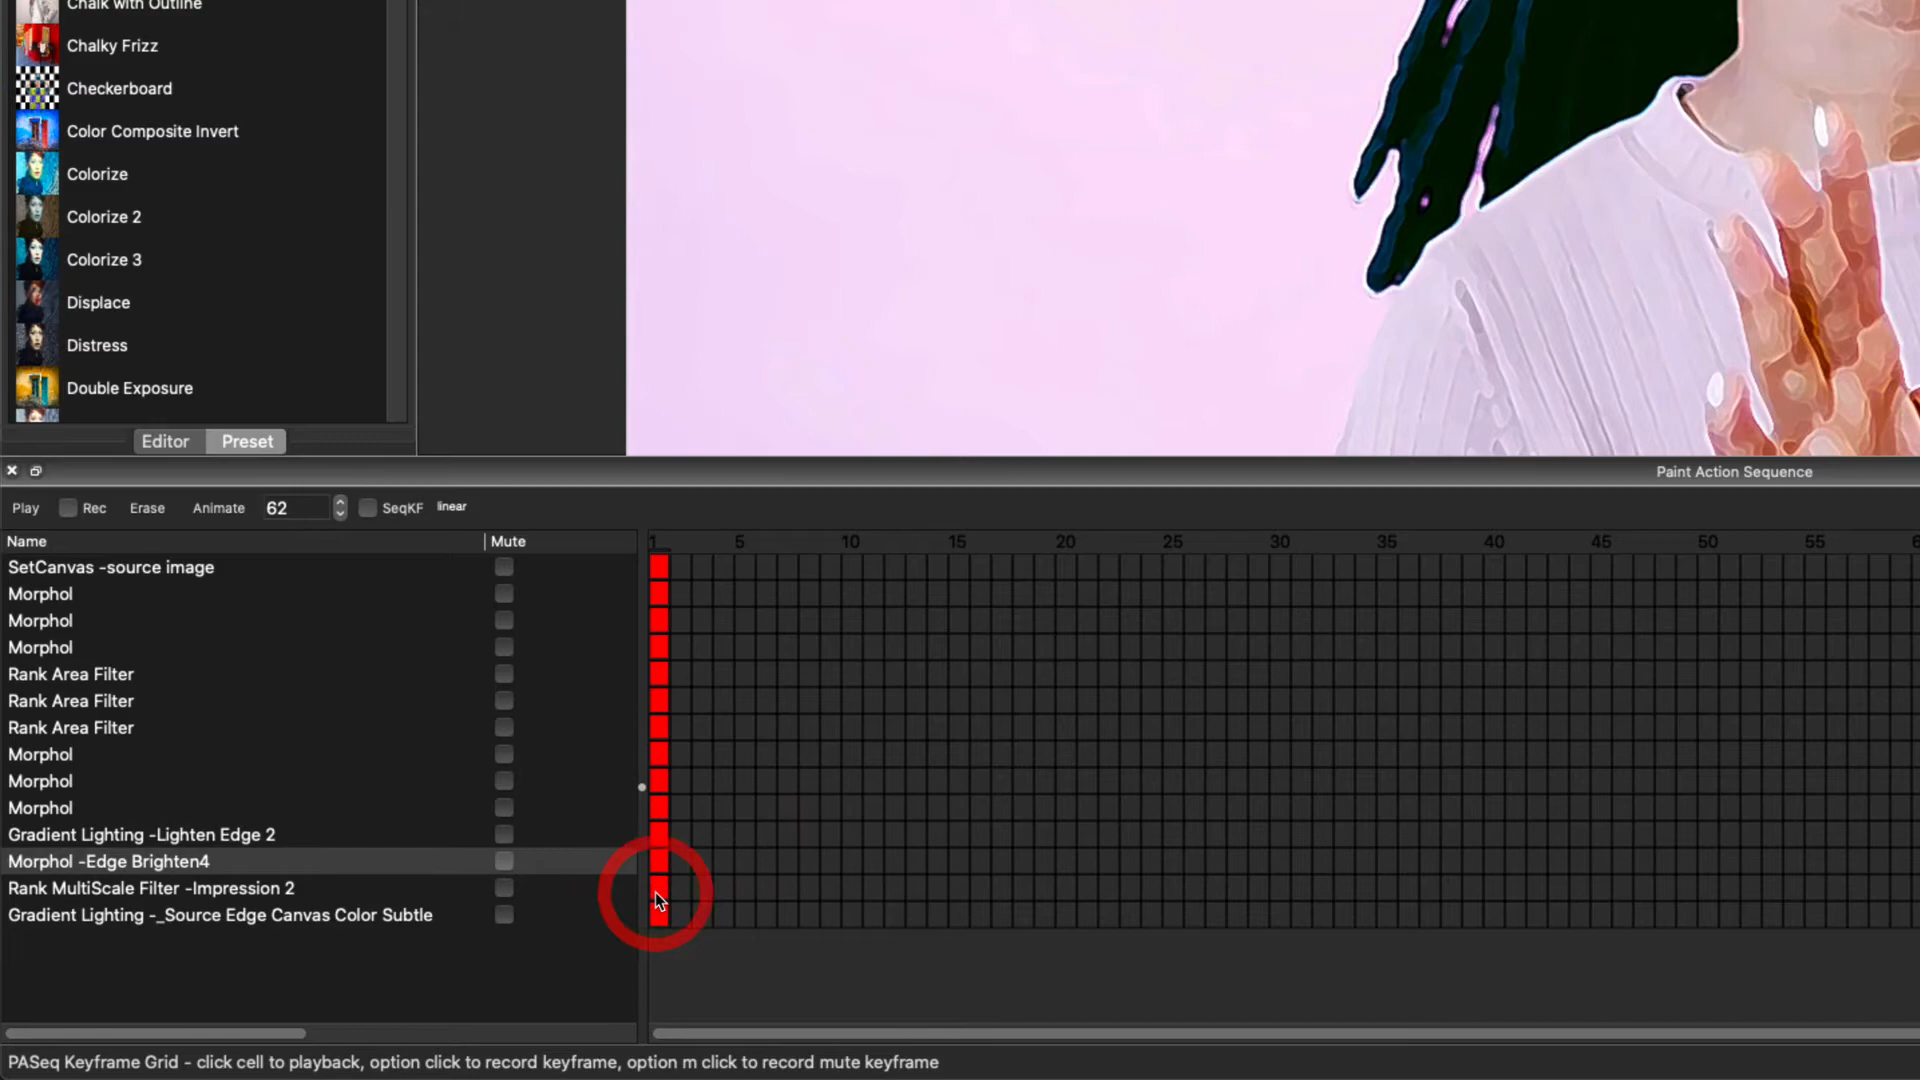 Chalk with Outline
Chalky Frizz
Checkerboard
Color Composite Invert
Colorize
Colorize 2
Colorize 3
Displace
Distress
Double Exposure
Editor Preset
Paint Action Sequence
Play Rec Erase Animate 62 SeqKF linear
Name Mute 1 5 10 15 20 25 30 35 40 45 50 55 6
SetCanvas -source image
Morphol
Morphol
Morphol
Rank Area Filter
Rank Area Filter
Rank Area Filter
Morphol
Morphol
Morphol
Gradient Lighting -Lighten Edge 2
Morphol -Edge Brighten4
Rank MultiScale Filter -Impression 2
Gradient Lighting -_Source Edge Canvas Color Subtle
PASeq Keyframe Grid - click cell to playback, option click to record keyframe, option m click to record mute keyframe